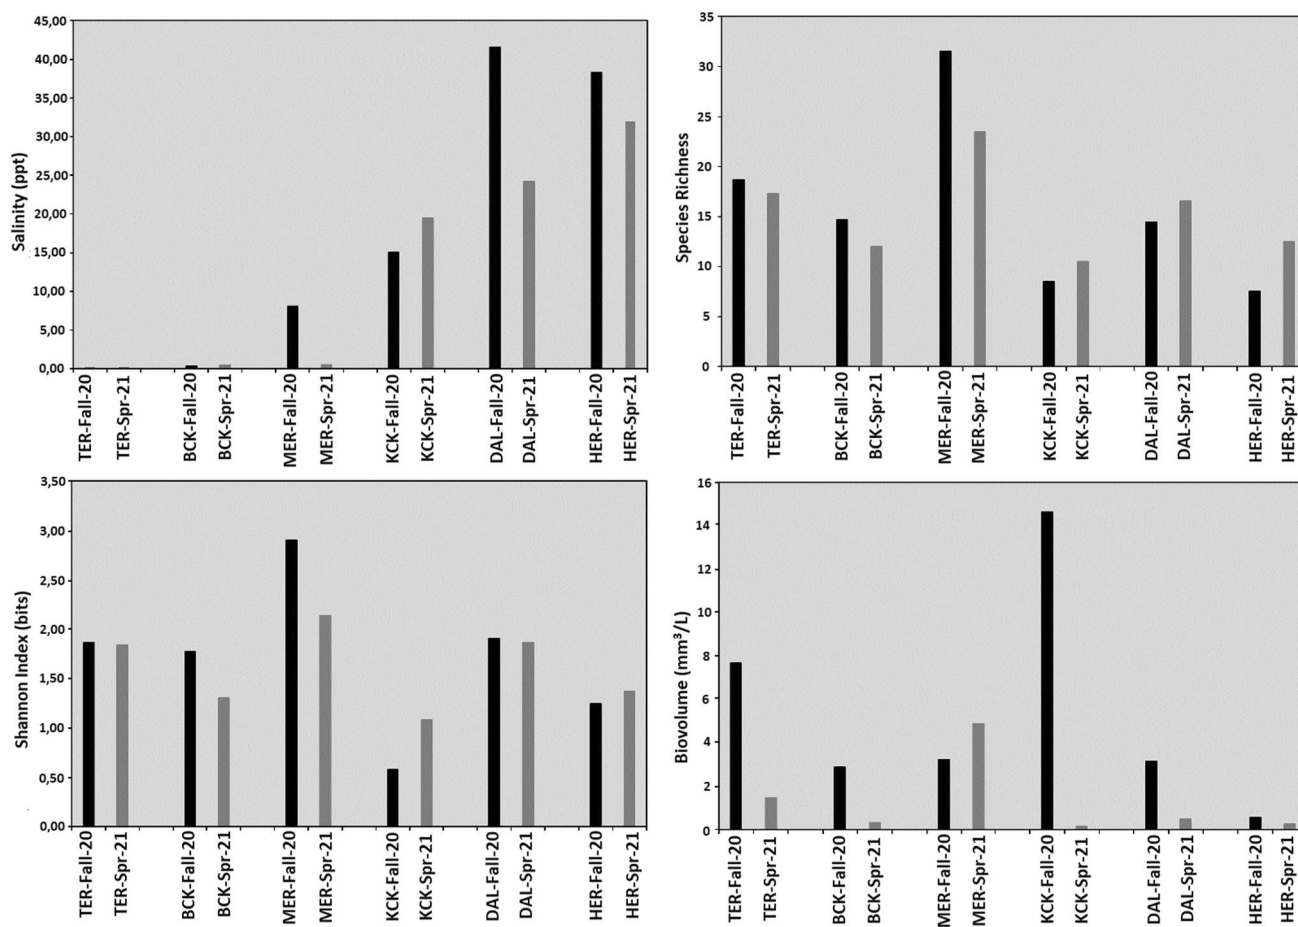 Salinity (ppt)
45,00
40,00
35,00
30,00
25,00
20,00
15,00
10,00
5,00
0,00
TER-Fall-20
TER-Spr-21
BCK-Fall-20
BCK-Spr-21
MER-Fall-20
MER-Spr-21
KCK-Fall-20
KCK-Spr-21
DAL-Fall-20
DAL-Spr-21
HER-Fall-20
HER-Spr-21
Species Richness
35
30
25
20
15
10
5
0
TER-Fall-20
TER-Spr-21
BCK-Fall-20
BCK-Spr-21
MER-Fall-20
MER-Spr-21
KCK-Fall-20
KCK-Spr-21
DAL-Fall-20
DAL-Spr-21
HER-Fall-20
HER-Spr-21
Shannon Index (bits)
3,50
3,00
2,50
2,00
1,50
1,00
0,50
0,00
TER-Fall-20
TER-Spr-21
BCK-Fall-20
BCK-Spr-21
MER-Fall-20
MER-Spr-21
KCK-Fall-20
KCK-Spr-21
DAL-Fall-20
DAL-Spr-21
HER-Fall-20
HER-Spr-21
Biovolume (mm³/L)
16
14
12
10
8
6
4
2
0
TER-Fall-20
TER-Spr-21
BCK-Fall-20
BCK-Spr-21
MER-Fall-20
MER-Spr-21
KCK-Fall-20
KCK-Spr-21
DAL-Fall-20
DAL-Spr-21
HER-Fall-20
HER-Spr-21